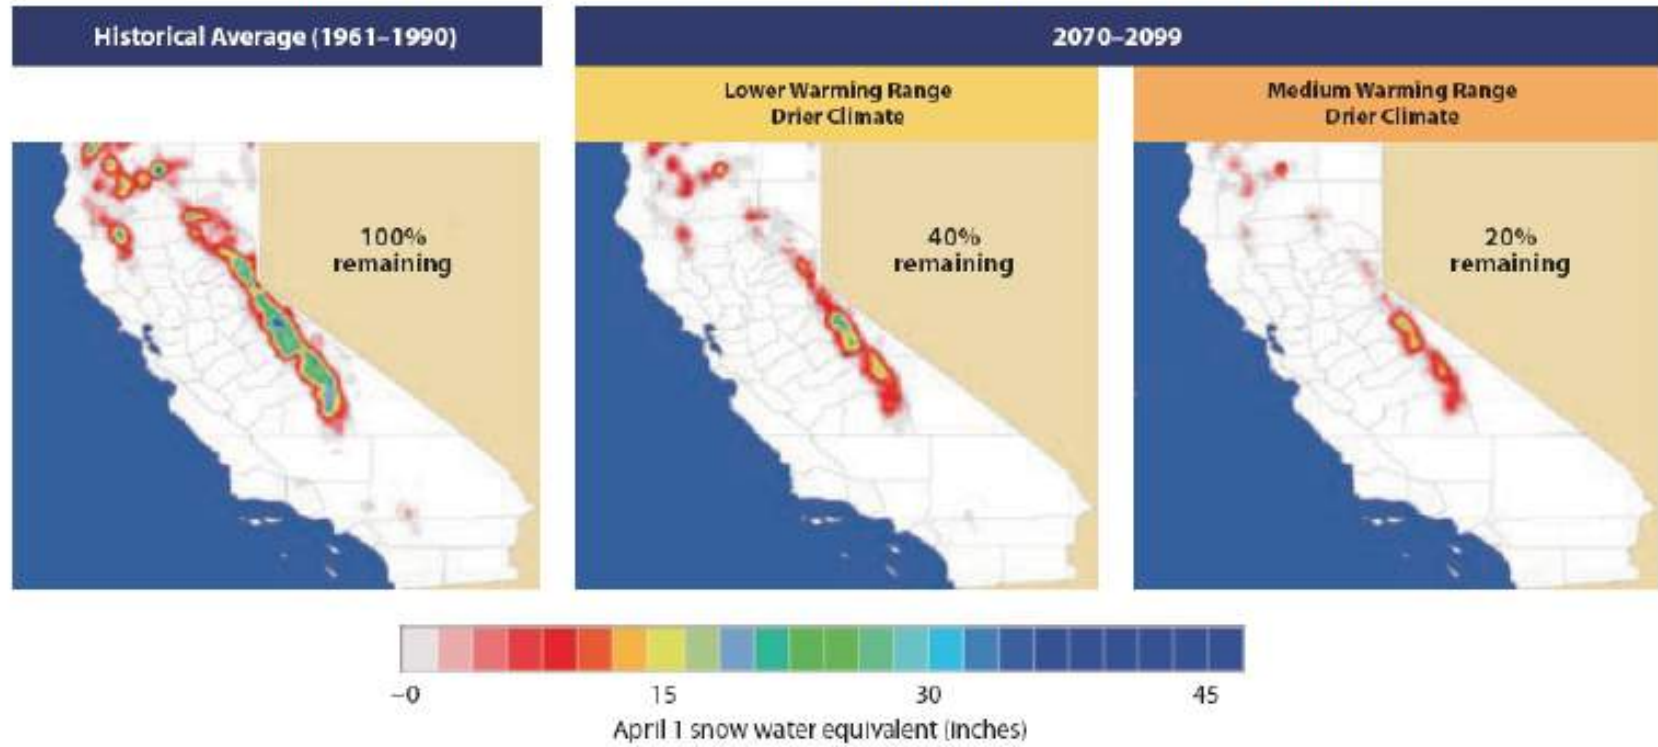 Historical Average (1961–1990)
2070–2099
Lower Warming Range
Drier Climate
Medium Warming Range
Drier Climate
100%
remaining
40%
remaining
20%
remaining
~0
15
30
45
April 1 snow water equivalent (inches)